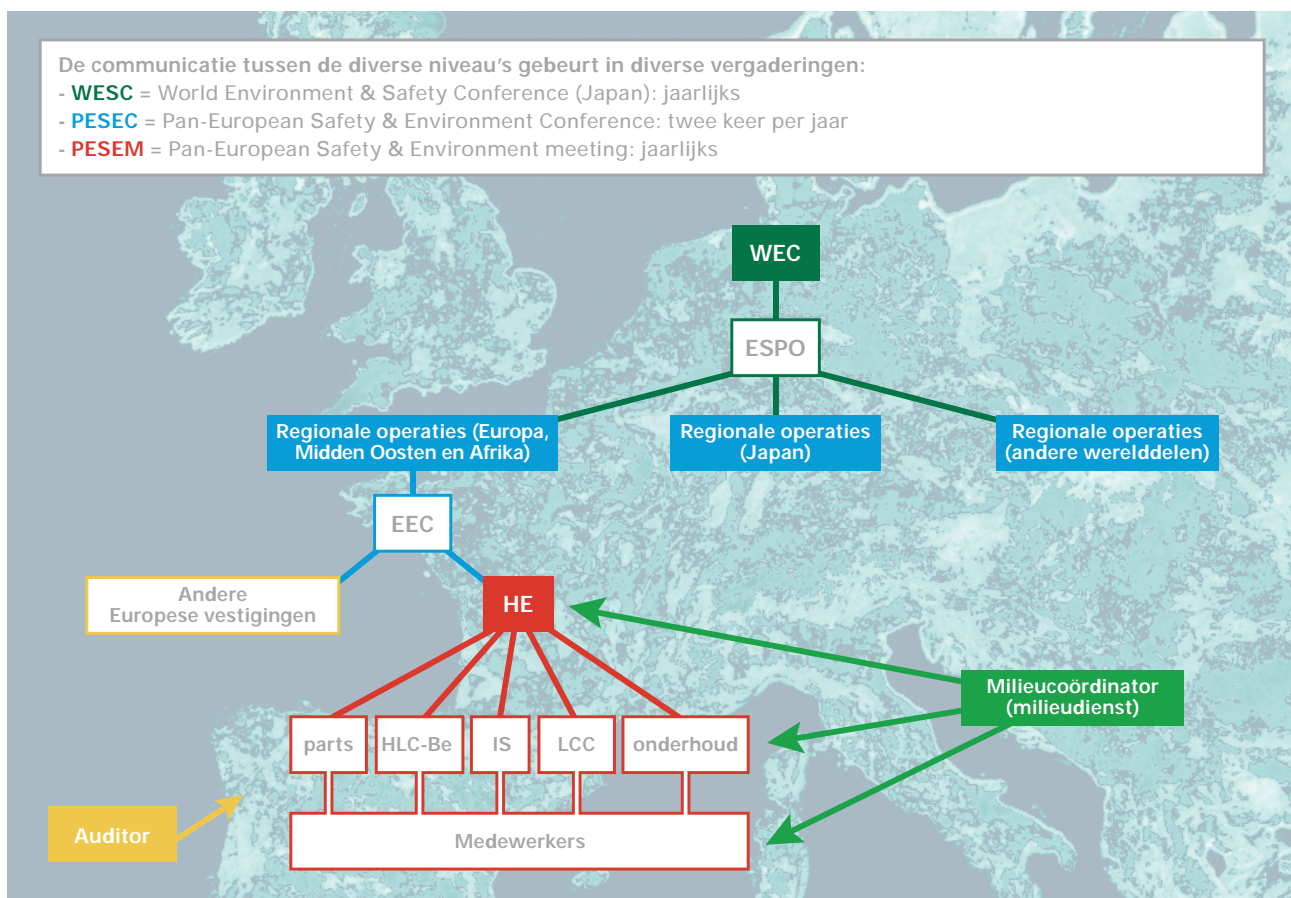 De communicatie tussen de diverse niveau's gebeurt in diverse vergaderingen:
- WESC = World Environment & Safety Conference (Japan): jaarlijks
- PESEC = Pan-European Safety & Environment Conference: twee keer per jaar
- PESEM = Pan-European Safety & Environment meeting: jaarlijks
WEC
ESPO
Regionale operaties (Europa,
Midden Oosten en Afrika)
Regionale operaties
(Japan)
Regionale operaties
(andere werelddelen)
EEC
Andere
Europese vestigingen
HE
Milieucoördinator
(milieudienst)
parts
HLC-Be
IS
LCC
onderhoud
Auditor
Medewerkers